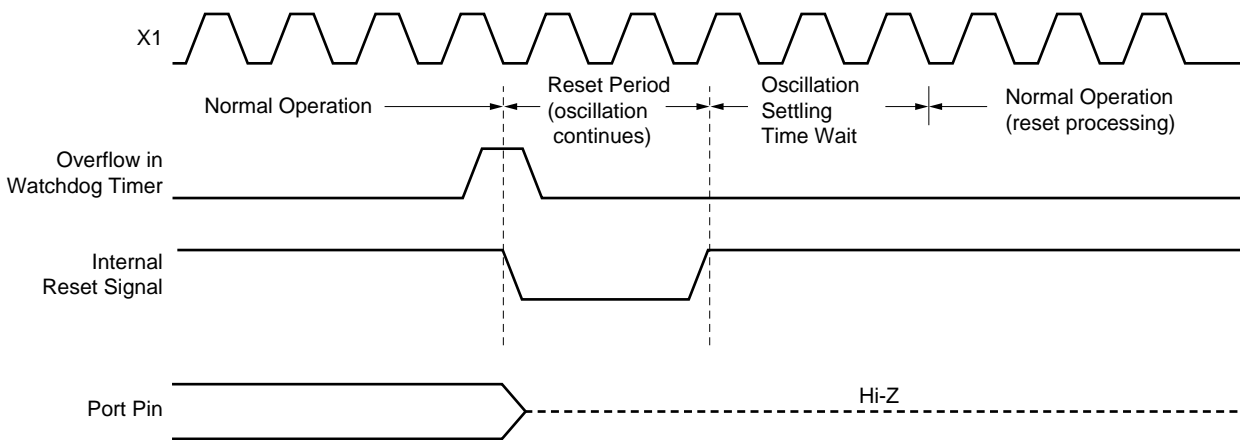 X1
Normal Operation
Reset Period
(oscillation
continues)
Oscillation
Settling
Time Wait
Normal Operation
(reset processing)
Overflow in
Watchdog Timer
Internal
Reset Signal
Port Pin
Hi-Z